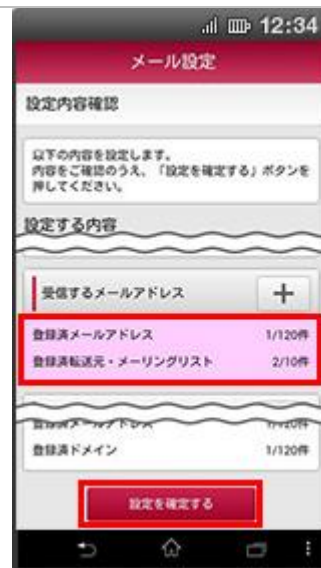 12:34
メール設定
設定内容確認
以下の内容を設定します。
内容をご確認のうえ、「設定を確定する」ボタンを
押してください。
設定する内容
受信するメールアドレス
登録済メールアドレス 1/120件
登録済転送元・メーリングリスト 2/10件
登録済ドメイン 1/120件
設定を確定する